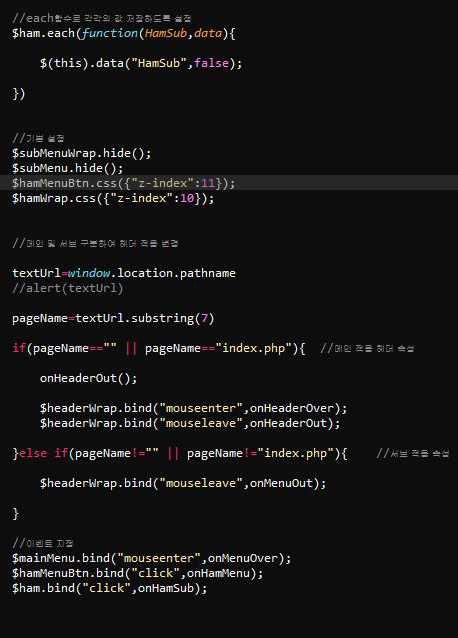 //each함수로 각각의 값 저장하도록 설정
$ham.each(function(HamSub,data){
$(this).data("HamSub",false);
})
//기본 설정
$subMenuWrap.hide();
$subMenu.hide();
$hamMenuBtn.css({"z-index":11});
$hamWrap.css({"z-index":10});
//메인 및 서브 구분하여 헤더 적용 변경
textUrl=window.location.pathname
//alert(textUrl)
pageName=textUrl.substring(7)
if(pageName=="" || pageName=="index.php"){ //메인 적용 헤더 속성
onHeaderOut();
$headerWrap.bind("mouseenter",onHeaderOver);
$headerWrap.bind("mouseleave",onHeaderOut);
}else if(pageName!="" || pageName!="index.php"){ //서브 적용 속성
$headerWrap.bind("mouseleave",onMenuOut);
}
//이벤트 지정
$mainMenu.bind("mouseenter",onMenuOver);
$hamMenuBtn.bind("click",onHamMenu);
$ham.bind("click",onHamSub);